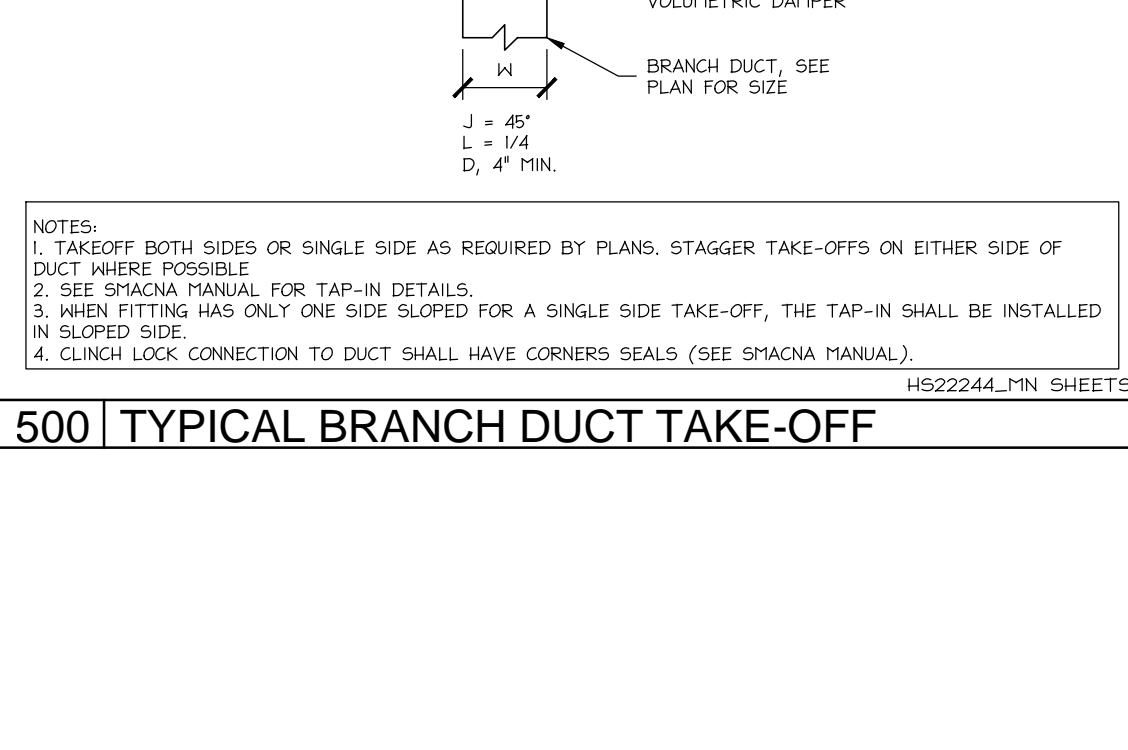 VOLUMETRIC DAMPER
W
BRANCH DUCT, SEE
PLAN FOR SIZE
J = 45°
L = 1/4
D, 4" MIN.
NOTES:
1. TAKEOFF BOTH SIDES OR SINGLE SIDE AS REQUIRED BY PLANS. STAGGER TAKE-OFFS ON EITHER SIDE OF
DUCT WHERE POSSIBLE
2. SEE SMACNA MANUAL FOR TAP-IN DETAILS.
3. WHEN FITTING HAS ONLY ONE SIDE SLOPED FOR A SINGLE SIDE TAKE-OFF, THE TAP-IN SHALL BE INSTALLED
IN SLOPED SIDE.
4. CLINCH LOCK CONNECTION TO DUCT SHALL HAVE CORNERS SEALS (SEE SMACNA MANUAL).
HS22244_MN SHEETS
500 TYPICAL BRANCH DUCT TAKE-OFF